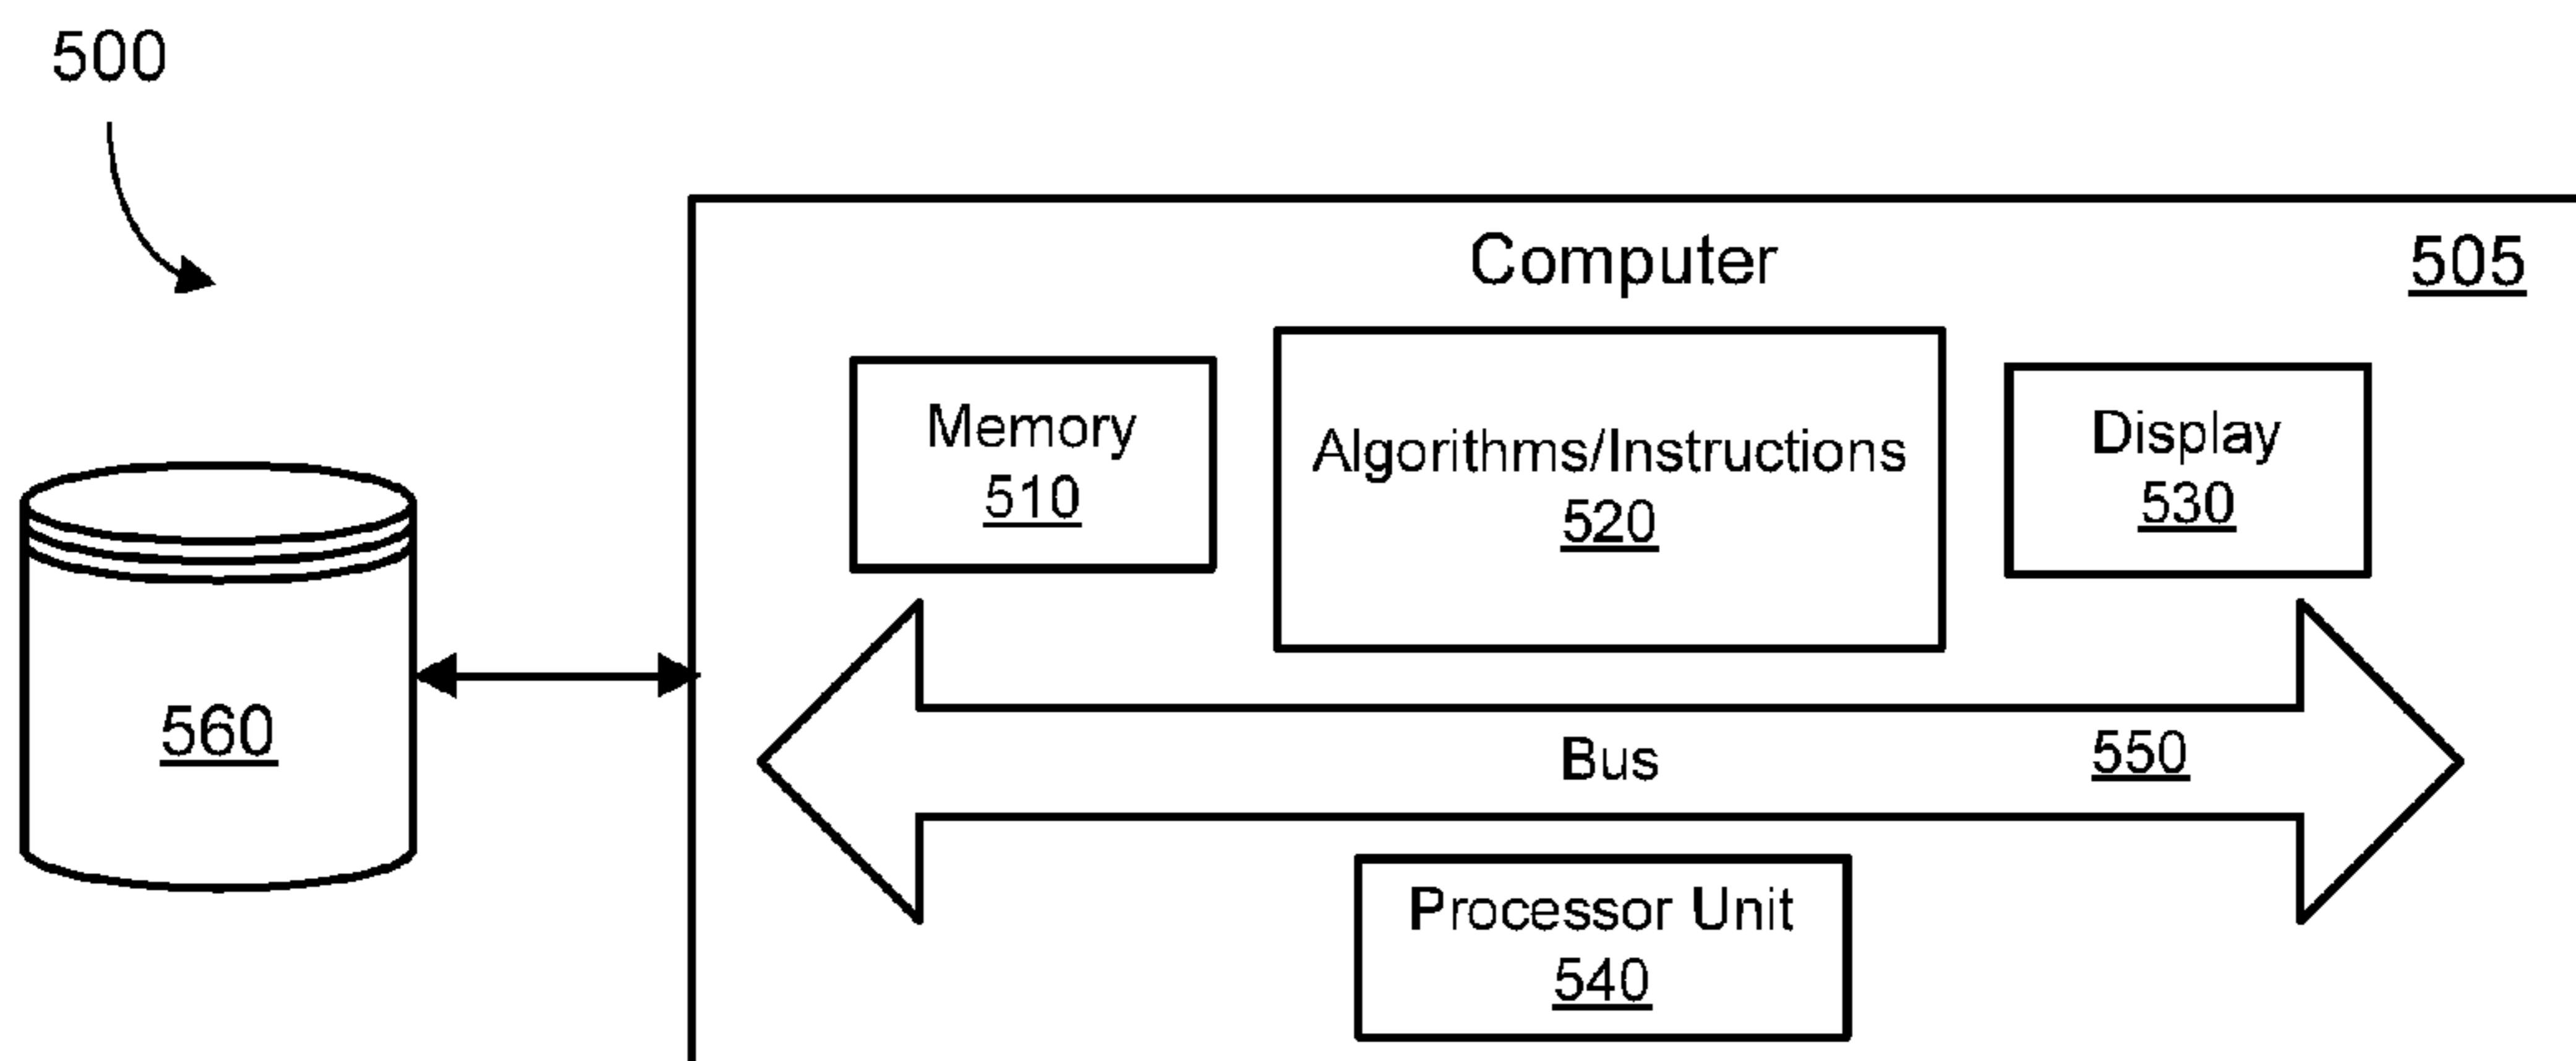 500
Computer
505
Memory
510
Algorithms/Instructions
520
Display
530
560
Bus
550
Processor Unit
540